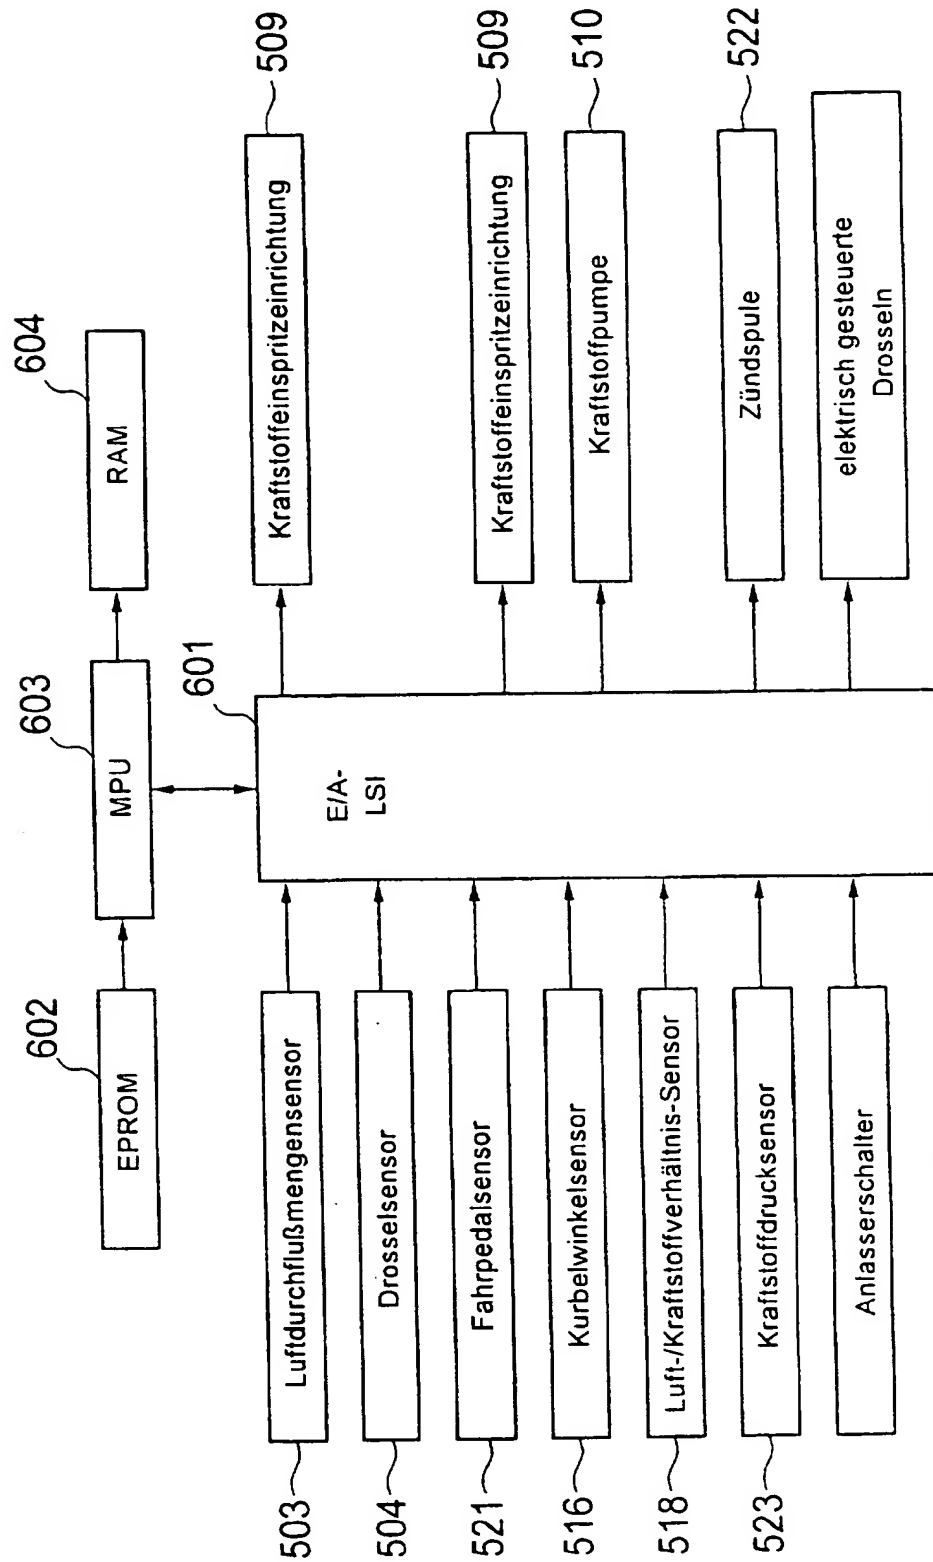 602
EPROM
603
MPU
604
RAM
601
E/A-
LSI
503
Luftdurchflußmengensensor
504
Drosselsensor
521
Fahrpedalsensor
516
Kurbelwinkelsensor
518
Luft-/Kraftstoffverhältnis-Sensor
523
Kraftstoffdrucksensor
Anlasserschalter
Kraftstoffeinspritzeinrichtung
509
Kraftstoffeinspritzeinrichtung
509
Kraftstoffpumpe
510
Zündspule
522
elektrisch gesteuerte
Drosseln